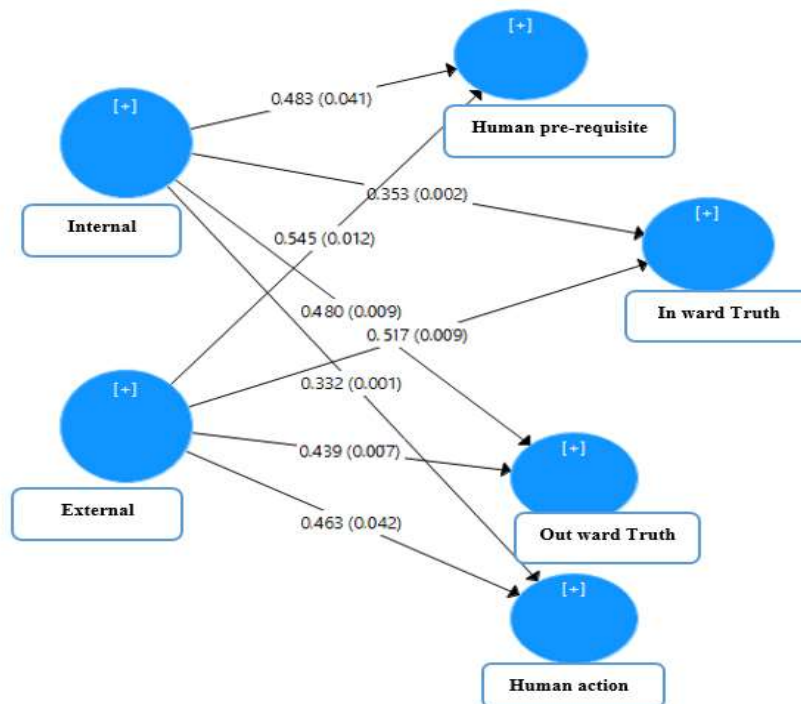 [+]
Human pre-requisite
[+]
Internal
0.483 (0.041)
0.353 (0.002)
[+]
In ward Truth
0.545 (0.012)
0.480 (0.009)
0.517 (0.009)
0.332 (0.001)
[+]
External
0.439 (0.007)
0.463 (0.042)
[+]
Out ward Truth
[+]
Human action